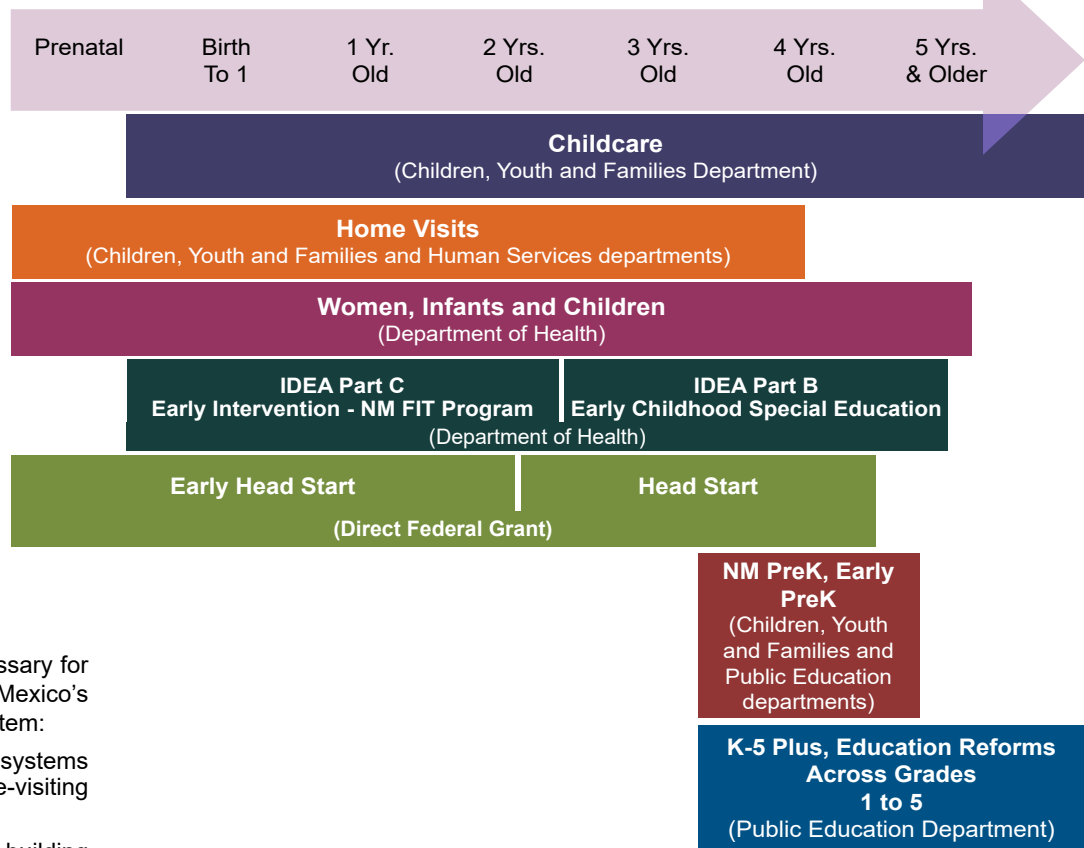 Prenatal
Birth
To 1
1 Yr.
Old
2 Yrs.
Old
3 Yrs.
Old
4 Yrs.
Old
5 Yrs.
& Older
Childcare
(Children, Youth and Families Department)
Home Visits
(Children, Youth and Families and Human Services departments)
Women, Infants and Children
(Department of Health)
IDEA Part C
Early Intervention - NM FIT Program
IDEA Part B
Early Childhood Special Education
(Department of Health)
Early Head Start
Head Start
(Direct Federal Grant)
NM PreK, Early
PreK
(Children, Youth
and Families and
Public Education
departments)
K-5 Plus, Education Reforms
Across Grades
1 to 5
(Public Education Department)
for
Mexico’s
systems
building